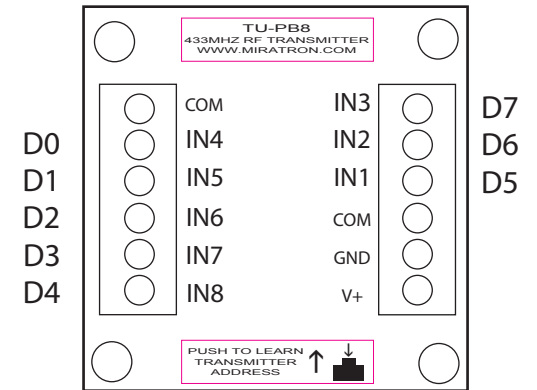 TU-PB8
433MHZ RF TRANSMITTER
WWW.MIRATRON.COM
COM IN3 D7
D0 IN4 IN2 D6
D1 IN5 IN1 D5
D2 IN6 COM
D3 IN7 GND
D4 IN8 V+
PUSH TO LEARN
TRANSMITTER
ADDRESS